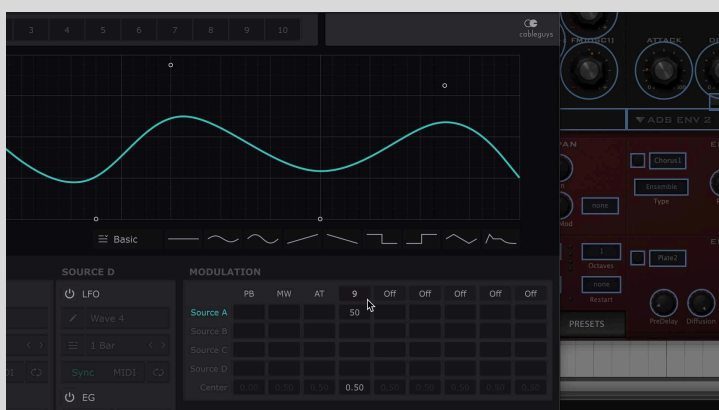 3 4 5 6 7 8 9 10
cableguys
Basic
SOURCE D
LFO
Wave 4
1 Bar
Sync MIDI
EG
MODULATION
PB MW AT 9 Off Off Off Off Off
Source A 50
Source B
Source C
Source D
Center 0.00 0.50 0.50 0.50 0.50 0.50 0.50 0.50 0.50
FM(OSC1) ATTACK
ADS ENV 2
Chorus1
Ensemble
Type
none
1
Octaves
none
Restart
Plate2
PRESETS
PreDelay Diffusion